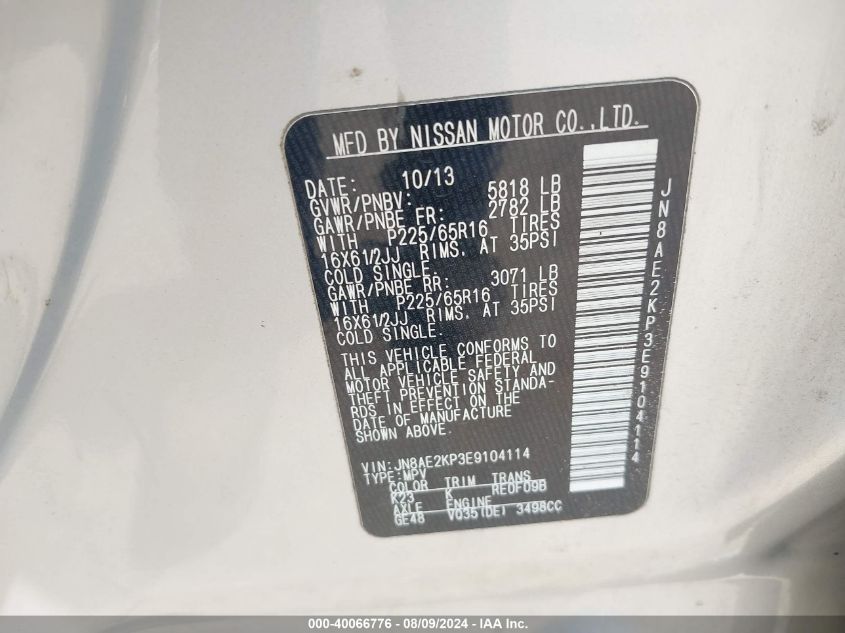 MFD BY NISSAN MOTOR CO.,LTD.
DATE: 10/13
GVWR/PNBV: 5818 LB
GAWR/PNBE FR: 2782 LB
WITH P225/65R16 TIRES
16X61/2JJ RIMS, AT 35PSI
COLD SINGLE.
GAWR/PNBE RR: 3071 LB
WITH P225/65R16 TIRES
16X61/2JJ RIMS, AT 35PSI
COLD SINGLE.
THIS VEHICLE CONFORMS TO
ALL APPLICABLE FEDERAL
MOTOR VEHICLE SAFETY AND
THEFT PREVENTION STANDA-
RDS IN EFFECT ON THE
DATE OF MANUFACTURE
SHOWN ABOVE.
VIN:JN8AE2KP3E9104114
TYPE:MPV
COLOR TRIM TRANS
K23 K RE0F09B
AXLE ENGINE
GE48 VQ35(DE) 3498CC
JN8AE2KP3E9104114
000-40066776 - 08/09/2024 - IAA Inc.